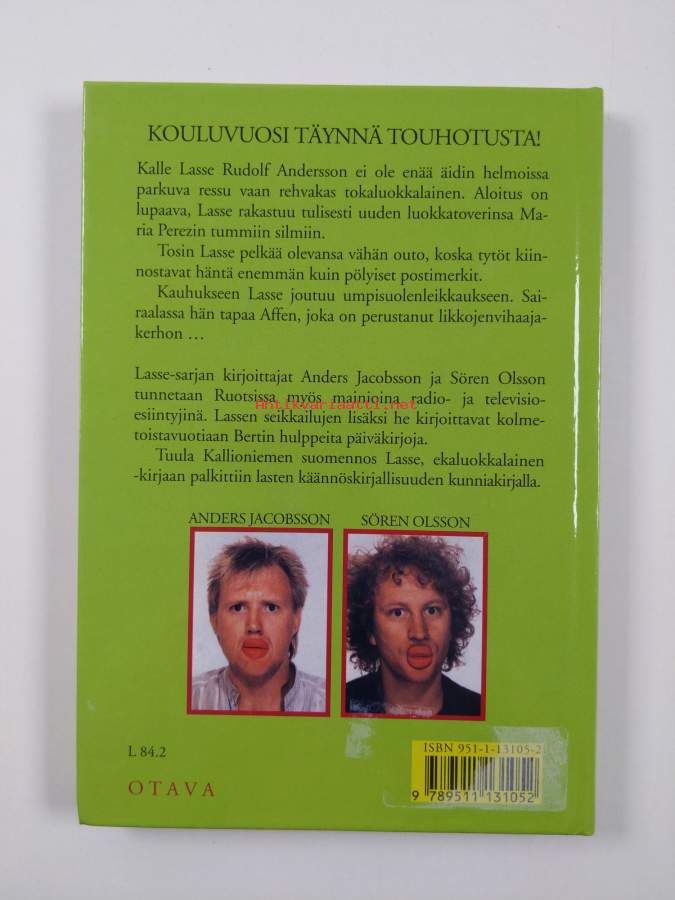 KOULUVUOSI TÄYNNÄ TOUHOTUSTA!
Kalle Lasse Rudolf Andersson ei ole enää äidin helmoissa
parkuva ressu vaan rehvakas tokaluokkalainen. Aloitus on
lupaava, Lasse rakastuu tulisesti uuden luokkatoverinsa Ma-
ria Perezin tummiin silmiin.
Tosin Lasse pelkää olevansa vähän outo, koska tytöt kiin-
nostavat häntä enemmän kuin pölyiset postimerkit.
Kauhukseen Lasse joutuu umpisuolenleikkaukseen. Sai-
raalassa hän tapaa Affen, joka on perustanut likkojenvihaaja-
kerhon …
Lasse-sarjan kirjoittajat Anders Jacobsson ja Sören Olsson
tunnetaan Ruotsissa myös mainioina radio- ja televisio-
Antikvariaatti.net
esiintyjinä. Lassen seikkailujen lisäksi he kirjoittavat kolme-
toistavuotiaan Bertin hulppeita päiväkirjoja.
Tuula Kallioniemen suomennos Lasse, ekaluokkalainen
-kirjaan palkittiin lasten käännöskirjallisuuden kunniakirjalla.
ANDERS JACOBSSON SÖREN OLSSON
L 84.2
OTAVA
ISBN 951-1-13105-2
9 789511 131052